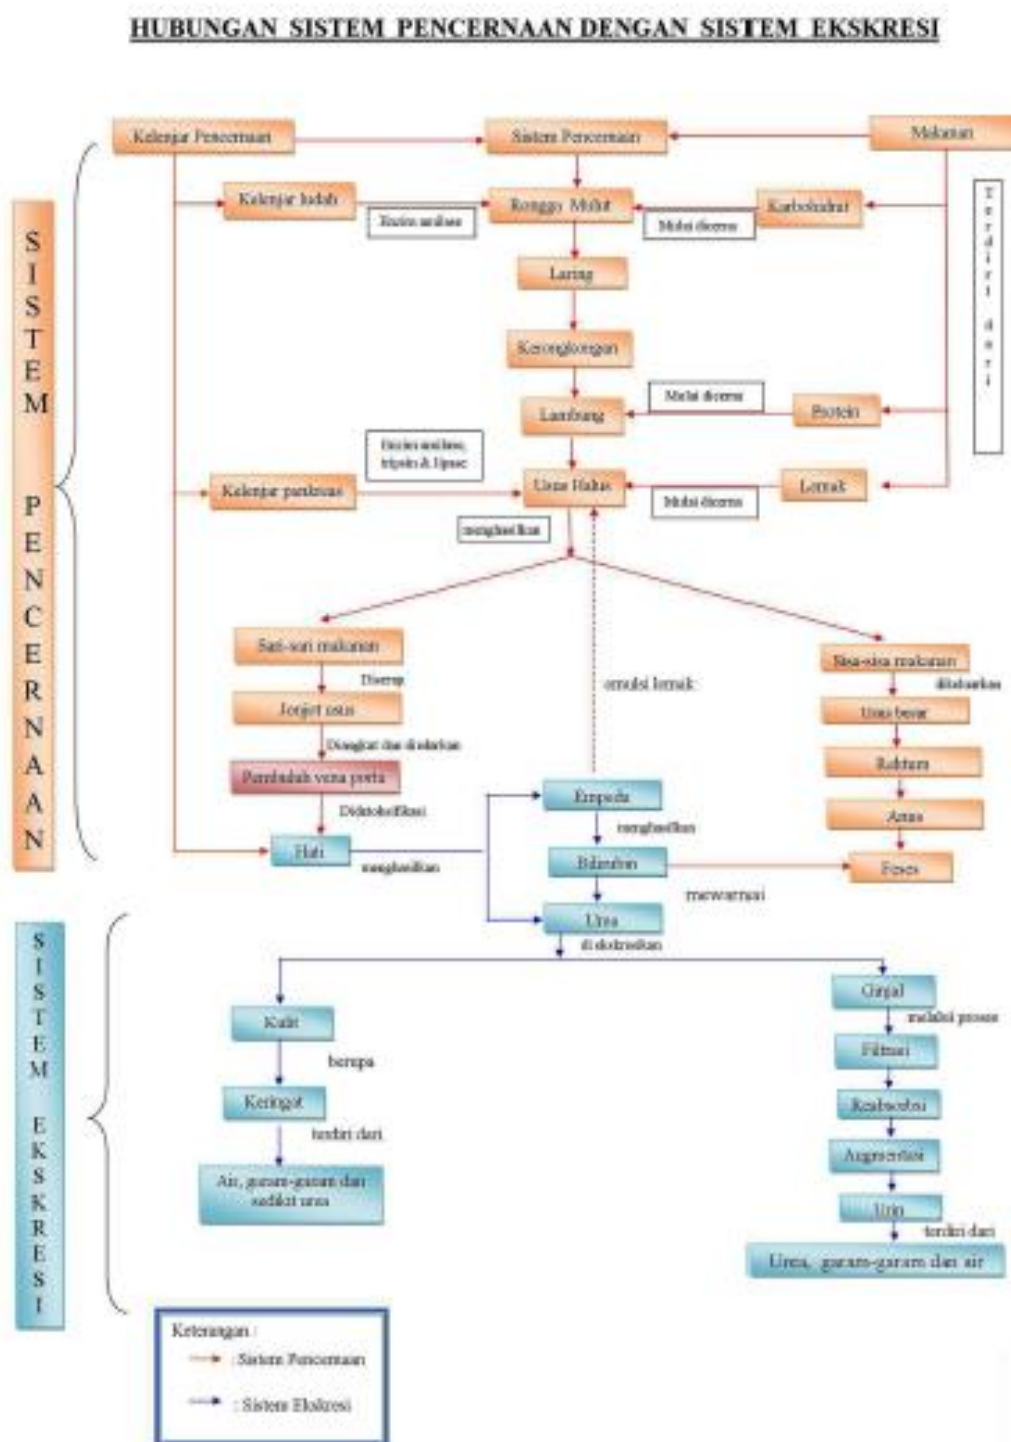 HUBUNGAN SISTEM PENCERNAAN DENGAN SISTEM EKSKRESI
Kelenjar Pencernaan
Sistem Pencernaan
Makanan
Kelenjar ludah
Enzim amilase
Rongga Mulut
Mulai dicerna
Karbohidrat
Terdiri dari
Laring
Kerongkongan
Lambung
Mulai dicerna
Protein
Kelenjar pankreas
Enzim amilase,
tripsin & lipase
Usus Halus
Mulai dicerna
Lemak
menghasilkan
SISTEM PENCERNAAN
Sari-sari makanan
Diserap
Jonjot usus
Diangkut dan diedarkan
Pembuluh vena porta
Hati
menghasilkan
emulsi lemak
Empedu
menghasilkan
Bilirubin
mewarnai
Urea
di ekskresikan
Sisa-sisa makanan
dikeluarkan
Usus besar
Rektum
Anus
Feses
SISTEM EKSKRESI
Kulit
berupa
Keringat
terdiri dari
Air, garam-garam dan
sedikit urea
Ginjal
melalui proses
Filtrasi
Reabsorbsi
Augmentasi
Urin
terdiri dari
Urea, garam-garam dan air
Keterangan :
: Sistem Pencernaan
: Sistem Ekskresi